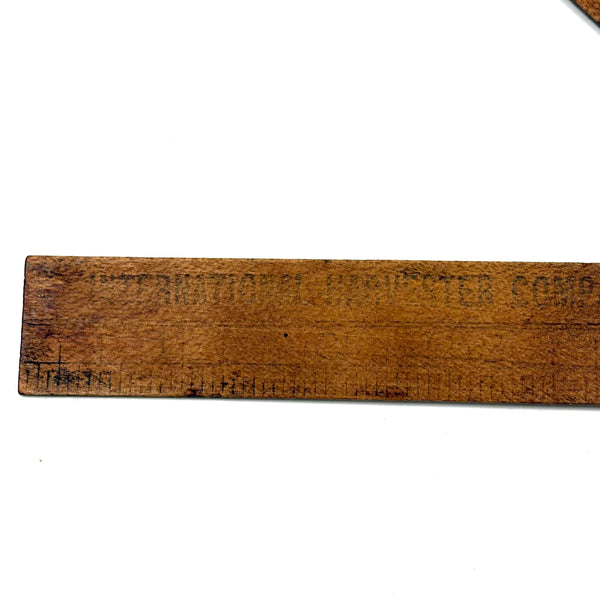 INTERNATIONAL HARVESTER COMP